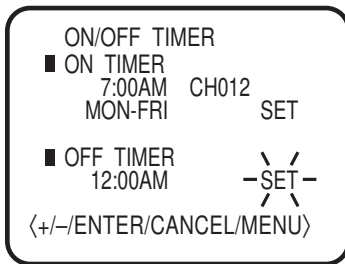 ON/OFF TIMER
ON TIMER
7:00AM CH012
MON-FRI SET
OFF TIMER
12:00AM SET
〈+/–/ENTER/CANCEL/MENU〉